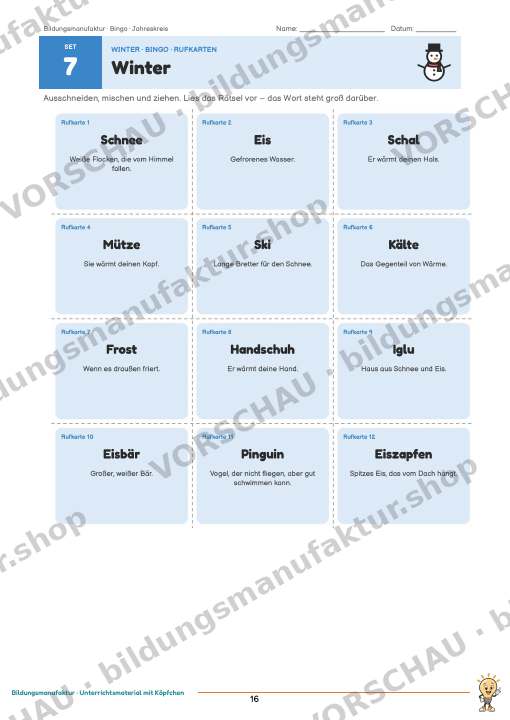 Bildungsmanufaktur · Bingo · Jahreskreis
Name: ____________ Datum: ____________
SET
7
WINTER · BINGO · RUFKARTEN
Winter
Ausschneiden, mischen und ziehen. Lies das Rätsel vor – das Wort steht groß darüber.
Rufkarte 1
Schnee
Weiße Flocken, die vom Himmel
fallen.
Rufkarte 2
Eis
Gefrorenes Wasser.
Rufkarte 3
Schal
Er wärmt deinen Hals.
Rufkarte 4
Mütze
Sie wärmt deinen Kopf.
Rufkarte 5
Ski
Lange Bretter für den Schnee.
Rufkarte 6
Kälte
Das Gegenteil von Wärme.
Rufkarte 7
Frost
Wenn es draußen friert.
Rufkarte 8
Handschuh
Er wärmt deine Hand.
Rufkarte 9
Iglu
Haus aus Schnee und Eis.
Rufkarte 10
Eisbär
Großer, weißer Bär.
Rufkarte 11
Pinguin
Vogel, der nicht fliegen, aber gut
schwimmen kann.
Rufkarte 12
Eiszapfen
Spitzes Eis, das vom Dach hängt.
VORSCHAU · bildungsmanufaktur.shop
Bildungsmanufaktur · Unterrichtsmaterial mit Köpfchen
16